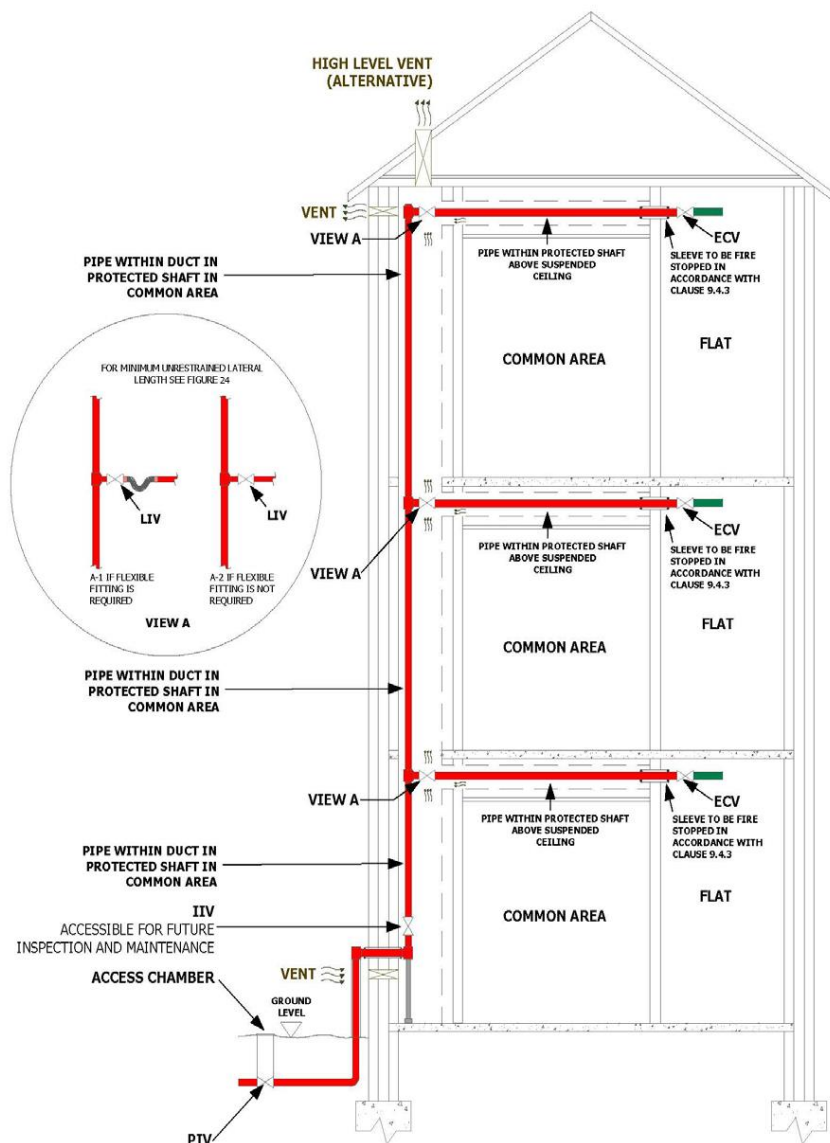 HIGH LEVEL VENT
(ALTERNATIVE)
VENT
VIEW A
ECV
PIPE WITHIN PROTECTED SHAFT
ABOVE SUSPENDED
CEILING
SLEEVE TO BE FIRE
STOPPED IN
ACCORDANCE WITH
CLAUSE 9.4.3
PIPE WITHIN DUCT IN
PROTECTED SHAFT IN
COMMON AREA
COMMON AREA
FLAT
FOR MINIMUM UNRESTRAINED LATERAL
LENGTH SEE FIGURE 24
LIV
LIV
A-1 IF FLEXIBLE
FITTING IS
REQUIRED
A-2 IF FLEXIBLE
FITTING IS NOT
REQUIRED
VIEW A
VIEW A
ECV
PIPE WITHIN PROTECTED SHAFT
ABOVE SUSPENDED
CEILING
SLEEVE TO BE FIRE
STOPPED IN
ACCORDANCE WITH
CLAUSE 9.4.3
COMMON AREA
FLAT
PIPE WITHIN DUCT IN
PROTECTED SHAFT IN
COMMON AREA
VIEW A
ECV
PIPE WITHIN PROTECTED SHAFT
ABOVE SUSPENDED
CEILING
SLEEVE TO BE FIRE
STOPPED IN
ACCORDANCE WITH
CLAUSE 9.4.3
PIPE WITHIN DUCT IN
PROTECTED SHAFT IN
COMMON AREA
COMMON AREA
FLAT
IIV
ACCESSIBLE FOR FUTURE
INSPECTION AND MAINTENANCE
VENT
ACCESS CHAMBER
GROUND
LEVEL
PIV